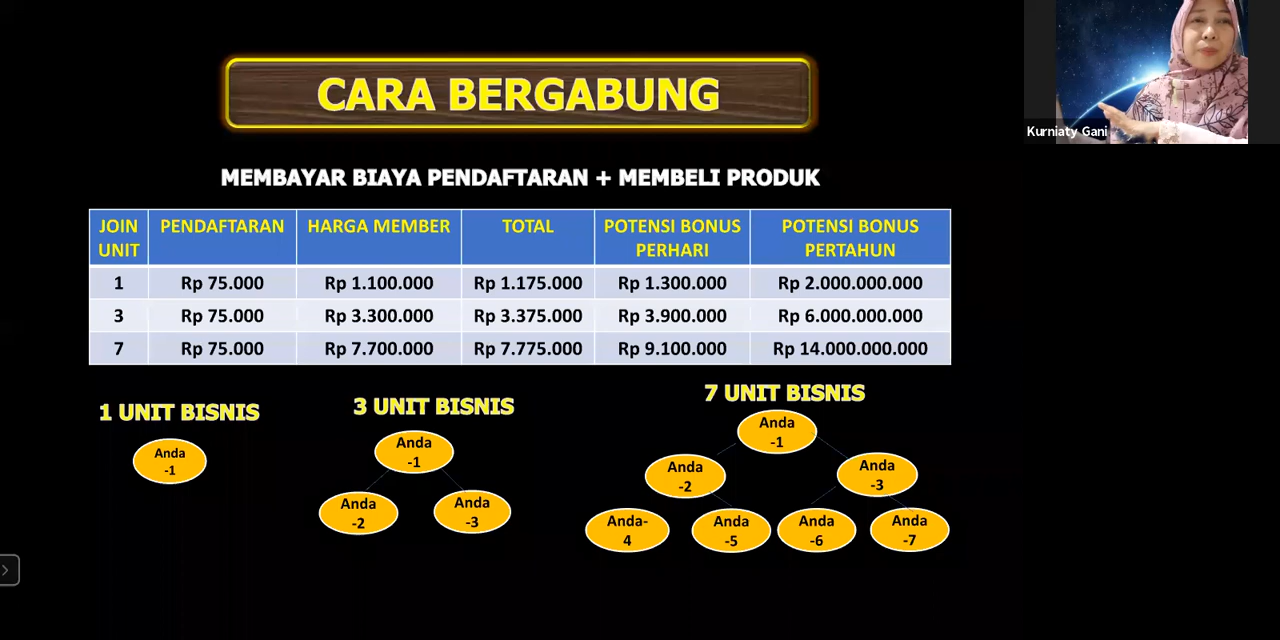 CARA BERGABUNG
Kurniaty Gani
MEMBAYAR BIAYA PENDAFTARAN + MEMBELI PRODUK
JOIN UNIT PENDAFTARAN HARGA MEMBER TOTAL POTENSI BONUS PERHARI POTENSI BONUS PERTAHUN
1 Rp 75.000 Rp 1.100.000 Rp 1.175.000 Rp 1.300.000 Rp 2.000.000.000
3 Rp 75.000 Rp 3.300.000 Rp 3.375.000 Rp 3.900.000 Rp 6.000.000.000
7 Rp 75.000 Rp 7.700.000 Rp 7.775.000 Rp 9.100.000 Rp 14.000.000.000
1 UNIT BISNIS
Anda
-1
3 UNIT BISNIS
Anda
-1
Anda
-2
Anda
-3
7 UNIT BISNIS
Anda
-1
Anda
-2
Anda
-3
Anda-
4
Anda
-5
Anda
-6
Anda
-7